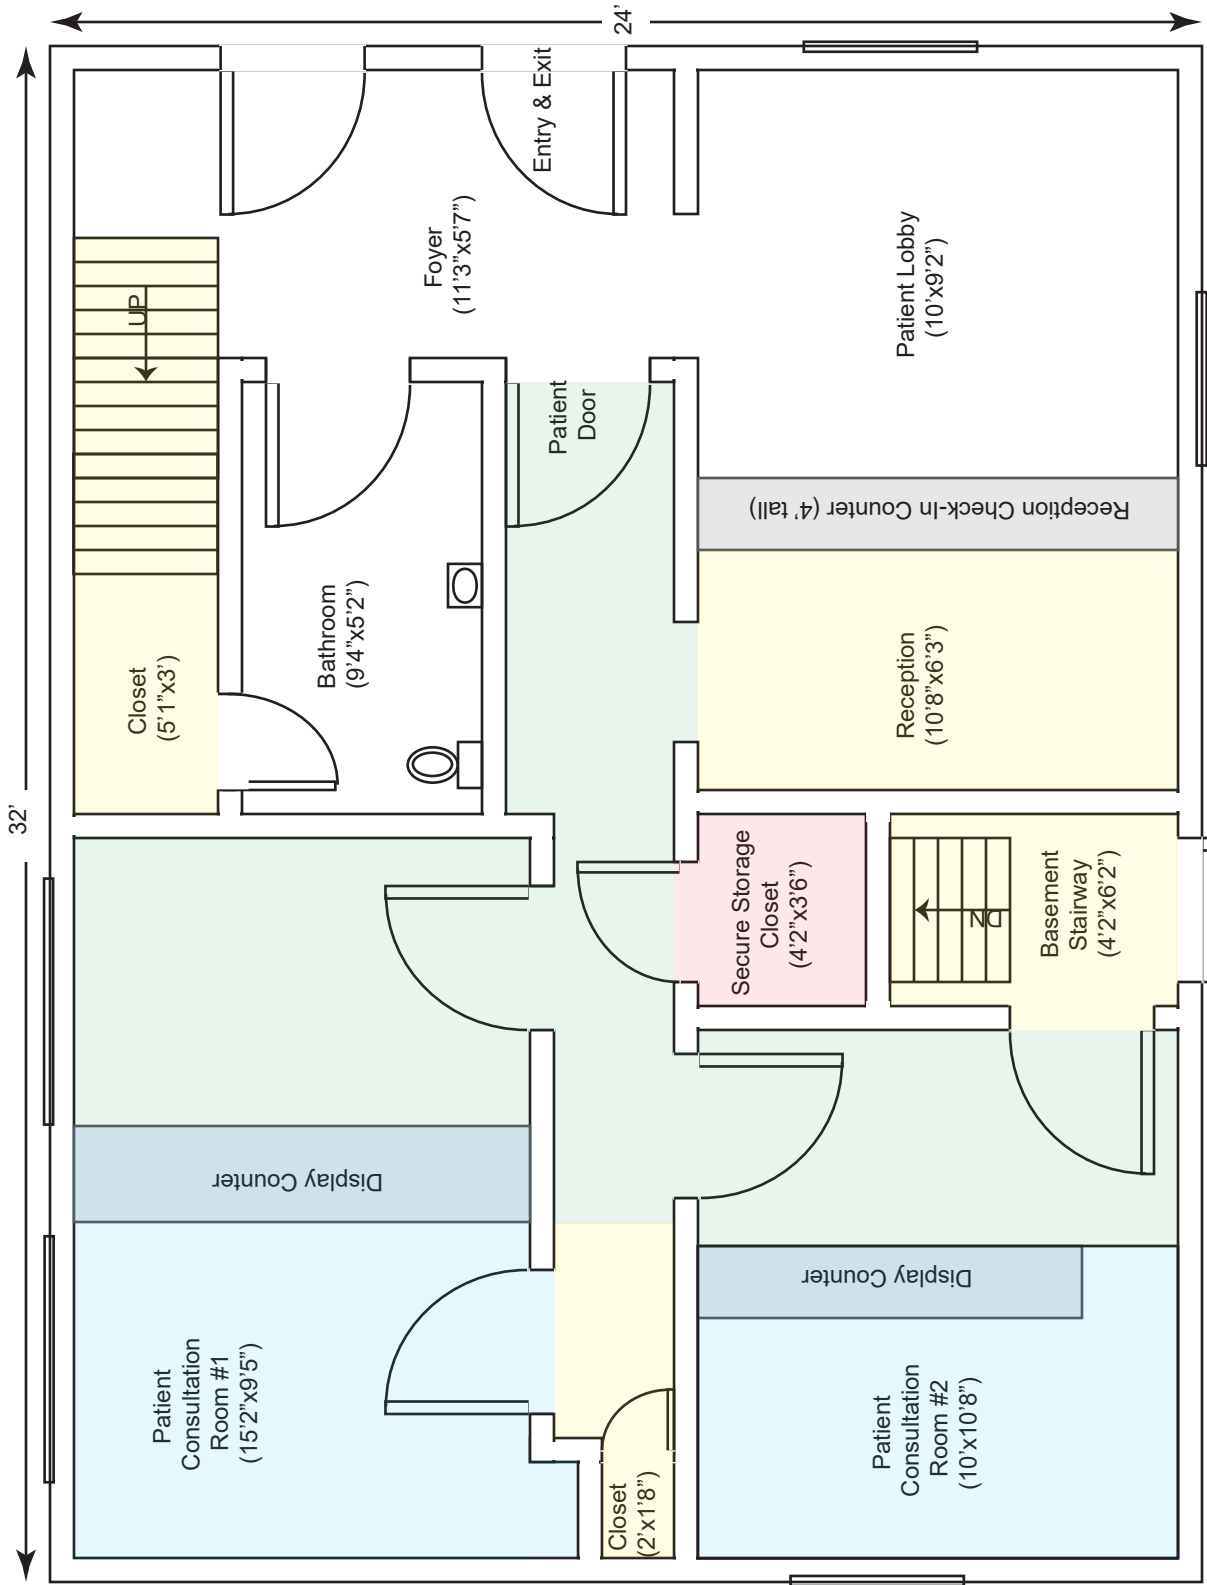 24'
32'
Entry & Exit
UP
Foyer
(11'3"x5'7")
Patient Lobby
(10'x9'2")
Patient
Door
Reception Check-In Counter (4' tall)
Closet
(5'1"x3')
Bathroom
(9'4"x5'2")
Reception
(10'8"x6'3")
Secure Storage
Closet
(4'2"x3'6")
DN
Basement
Stairway
(4'2"x6'2")
Display Counter
Display Counter
Patient
Consultation
Room #1
(15'2"x9'5")
Closet
(2'x1'8")
Patient
Consultation
Room #2
(10'x10'8")